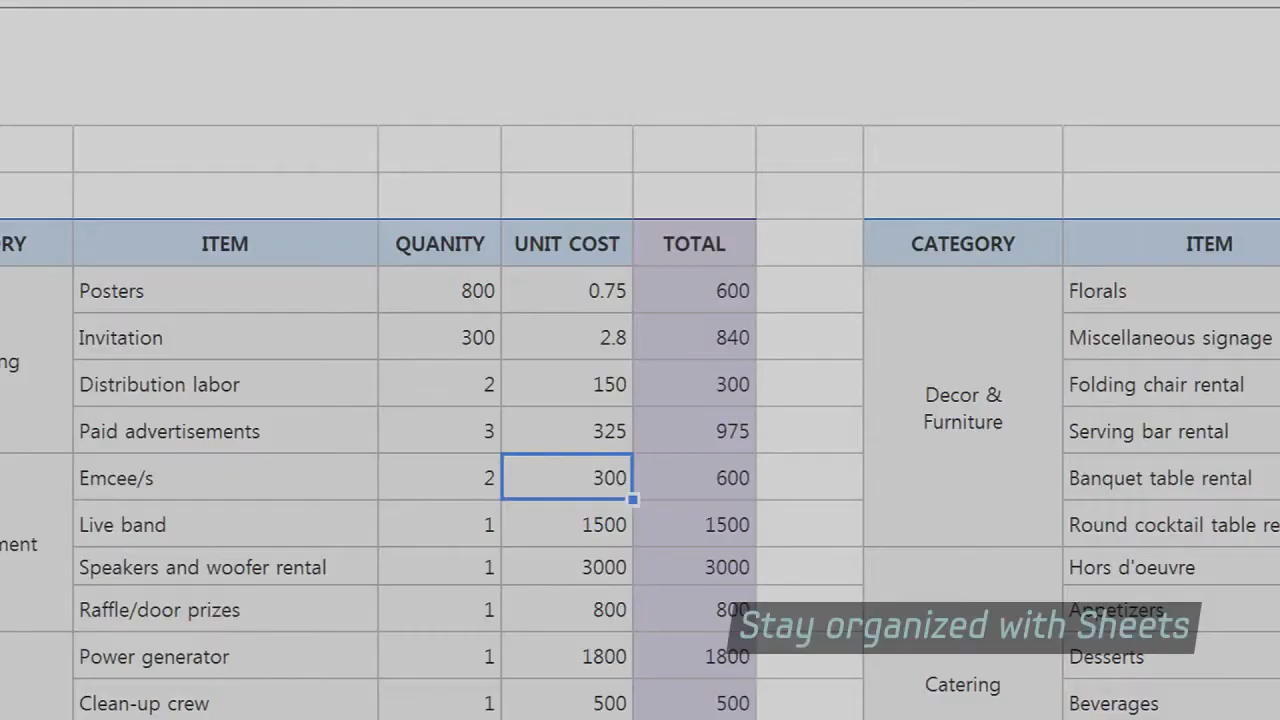 RY ITEM QUANITY UNIT COST TOTAL CATEGORY ITEM
Posters 800 0.75 600 Florals
Invitation 300 2.8 840 Miscellaneous signage
ng
Distribution labor 2 150 300 Folding chair rental
Decor &
Furniture
Paid advertisements 3 325 975 Serving bar rental
Emcee/s 2 300 600 Banquet table rental
Live band 1 1500 1500 Round cocktail table re
ment
Speakers and woofer rental 1 3000 3000 Hors d'oeuvre
Raffle/door prizes 1 800 800 Appetizers
Stay organized with Sheets
Power generator 1 1800 1800 Desserts
Catering
Clean-up crew 1 500 500 Beverages